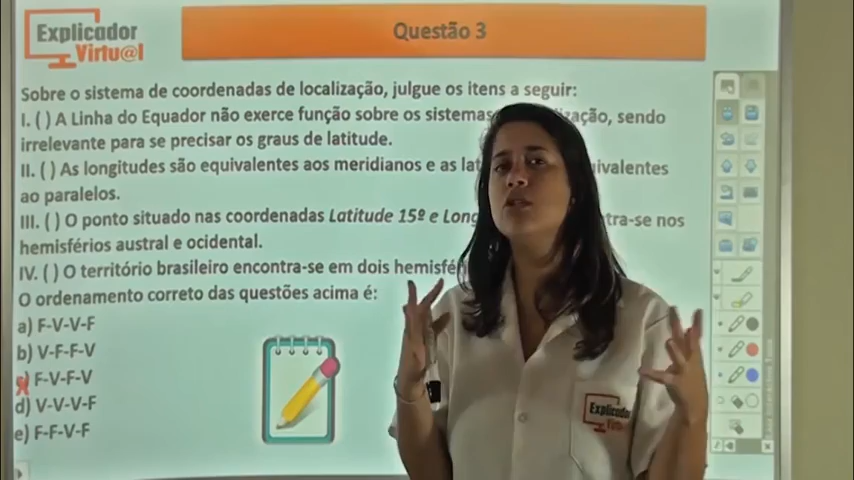 Explicador
Virtu@l
Questão 3
Sobre o sistema de coordenadas de localização, julgue os itens a seguir:
I. ( ) A Linha do Equador não exerce função sobre os sistemas sendo
irrelevante para se precisar os graus de latitude.
II. ( ) As longitudes são equivalentes aos meridianos e as
ao paralelos.
III. ( ) O ponto situado nas coordenadas Latitude 15º e nos
hemisférios austral e ocidental.
IV. ( ) O território brasileiro encontra-se em dois
O ordenamento correto das questões acima é:
a) F-V-V-F
b) V-F-F-V
F-V-F-V
d) V-V-V-F
e) F-F-V-F
Explicador